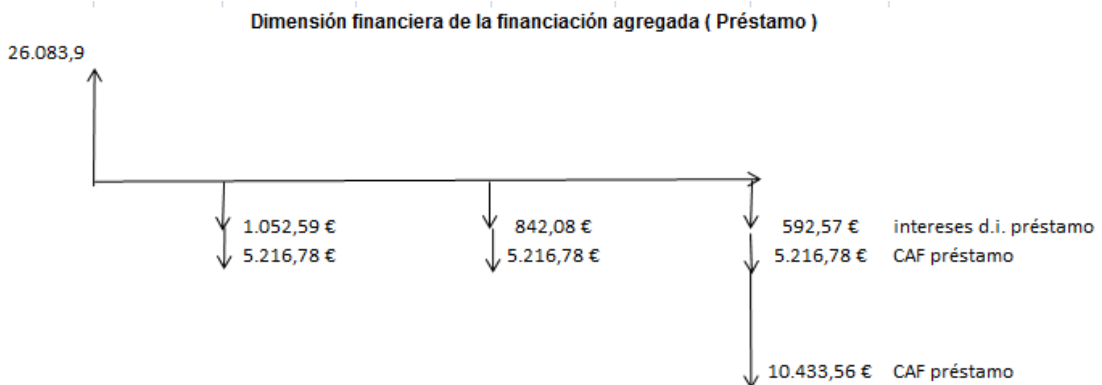 Dimensión financiera de la financiación agregada ( Préstamo )
26.083,9
1.052,59 € 842,08 € 592,57 € intereses d.i. préstamo
5.216,78 € 5.216,78 € 5.216,78 € CAF préstamo
10.433,56 € CAF préstamo